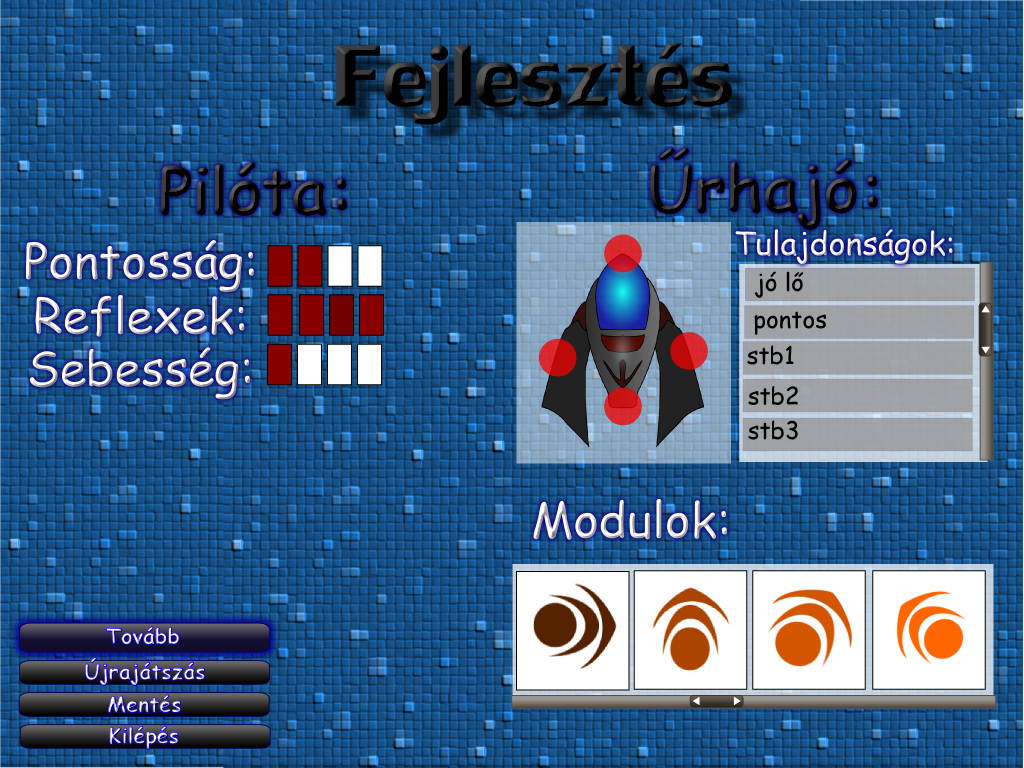 Fejlesztés
Pilóta:
Pontosság:
Reflexek:
Sebesség:
Űrhajó:
Tulajdonságok:
jó lő
pontos
stb1
stb2
stb3
Modulok:
Tovább
Újrajátszás
Mentés
Kilépés